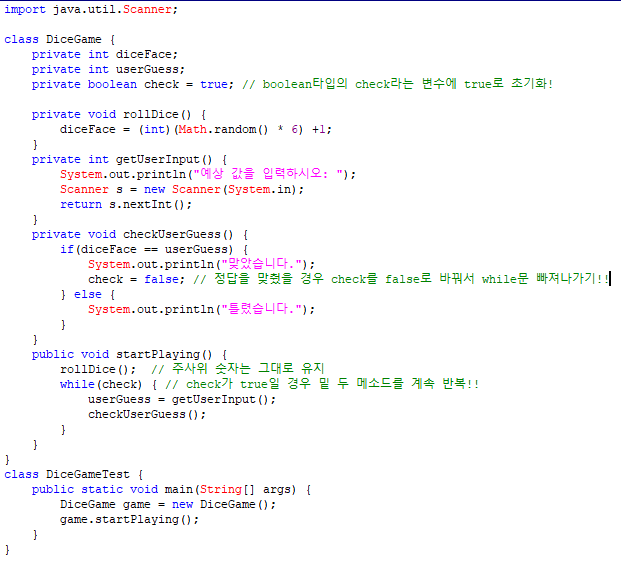 import java.util.Scanner;

class DiceGame {
    private int diceFace;
    private int userGuess;
    private boolean check = true; // boolean타입의 check라는 변수에 true로 초기화!

    private void rollDice() {
        diceFace = (int)(Math.random() * 6) +1;
    }
    private int getUserInput() {
        System.out.println("예상 값을 입력하시오: ");
        Scanner s = new Scanner(System.in);
        return s.nextInt();
    }
    private void checkUserGuess() {
        if(diceFace == userGuess) {
            System.out.println("맞았습니다.");
            check = false; // 정답을 맞췄을 경우 check를 false로 바꿔서 while문 빠져나가기!!
        } else {
            System.out.println("틀렸습니다.");
        }
    }
    public void startPlaying() {
        rollDice();  // 주사위 숫자는 그대로 유지
        while(check) { // check가 true일 경우 밑 두 메소드를 계속 반복!!
            userGuess = getUserInput();
            checkUserGuess();
        }
    }
}
class DiceGameTest {
    public static void main(String[] args) {
        DiceGame game = new DiceGame();
        game.startPlaying();
    }
}